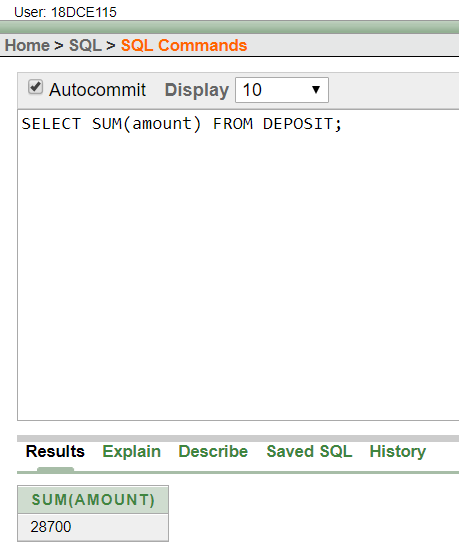 User: 18DCE115
Home > SQL > SQL Commands
Autocommit Display 10
SELECT SUM(amount) FROM DEPOSIT;
Results Explain Describe Saved SQL History
SUM(AMOUNT)
28700